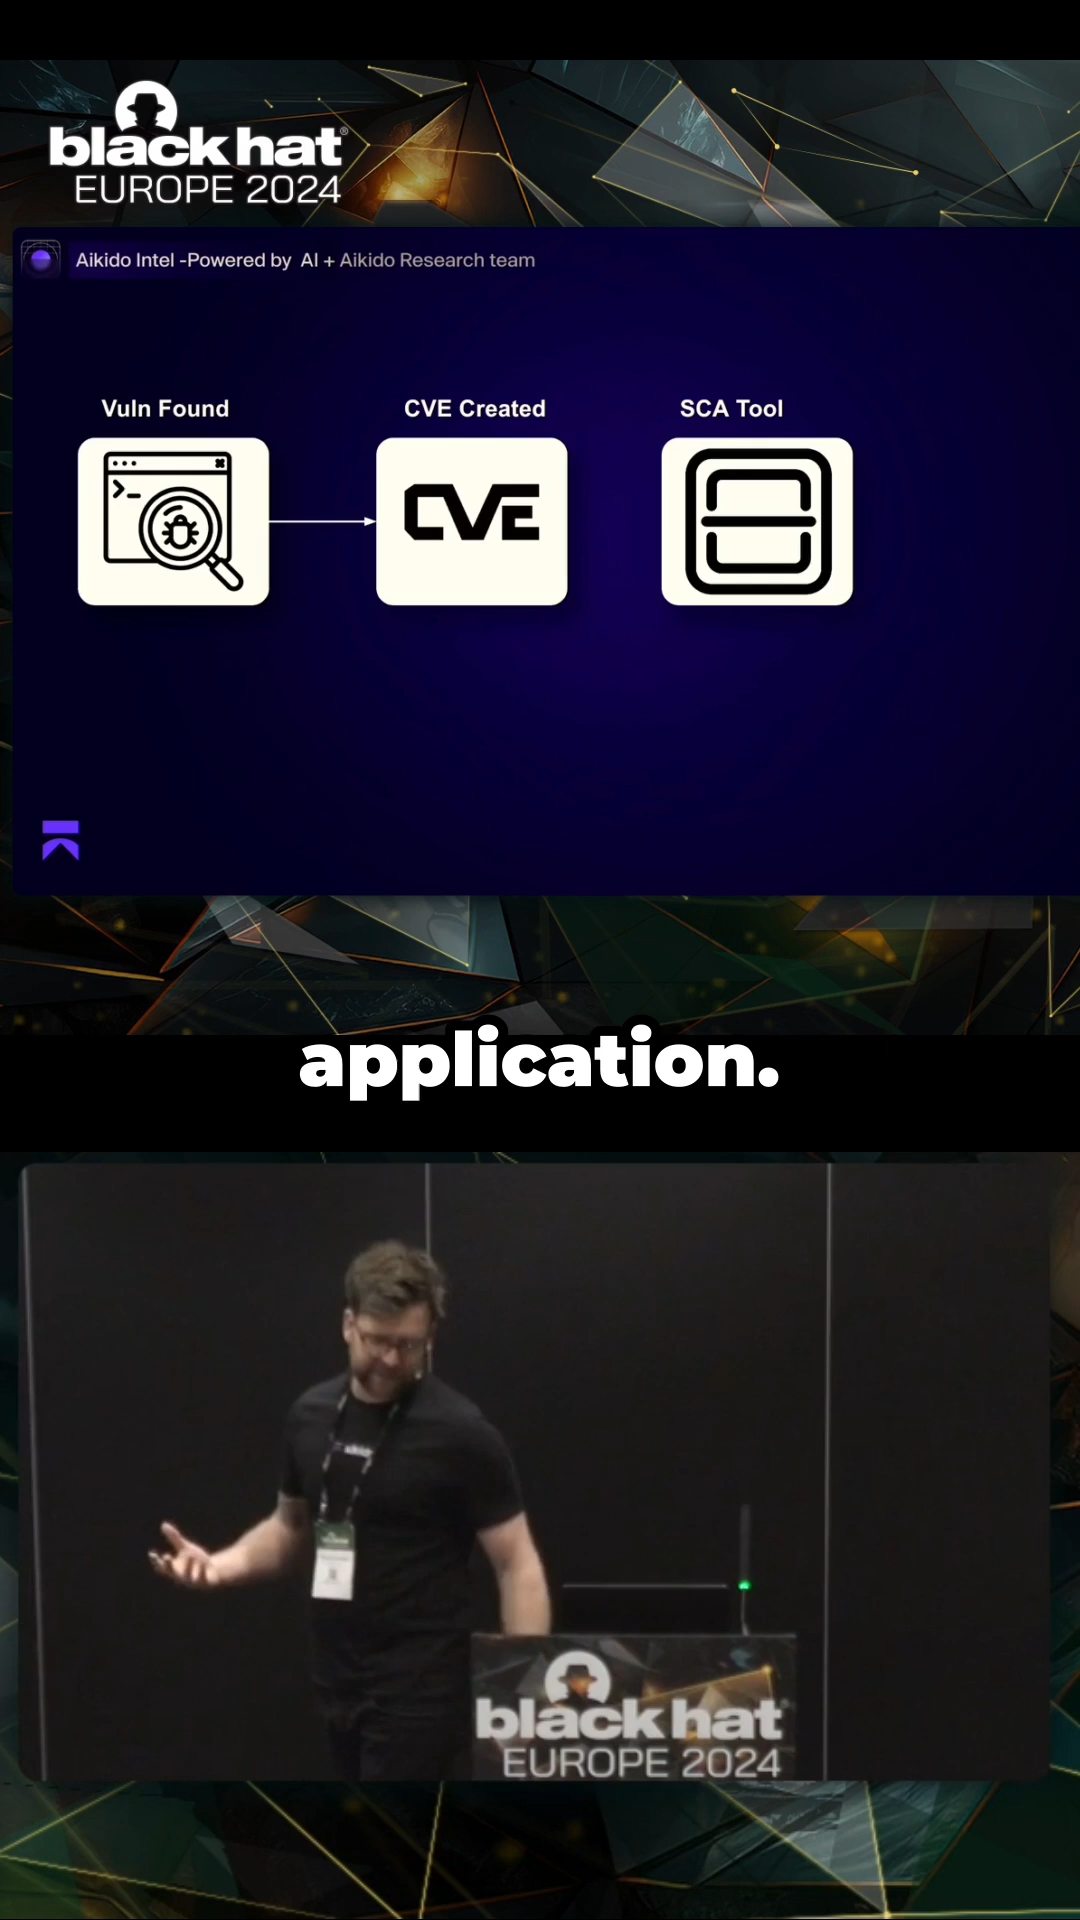 black hat®
EUROPE 2024
Aikido Intel -Powered by AI + Aikido Research team
Vuln Found
CVE Created
SCA Tool
>_
CVE
application.
black hat
EUROPE 2024